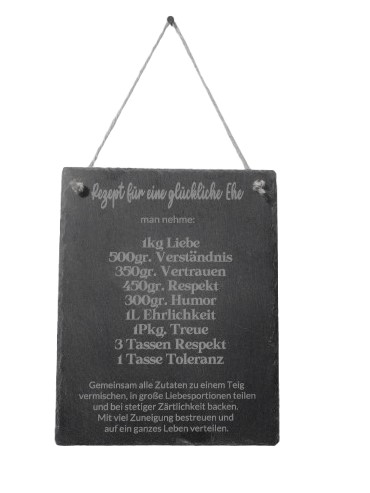 Rezept für eine glückliche Ehe
man nehme:
1kg Liebe
500gr. Verständnis
350gr. Vertrauen
450gr. Respekt
300gr. Humor
1L Ehrlichkeit
1Pkg. Treue
3 Tassen Respekt
1 Tasse Toleranz
Gemeinsam alle Zutaten zu einem Teig
vermischen, in große Liebesportionen teilen
und bei stetiger Zärtlichkeit backen.
Mit viel Zuneigung bestreuen und
auf ein ganzes Leben verteilen.